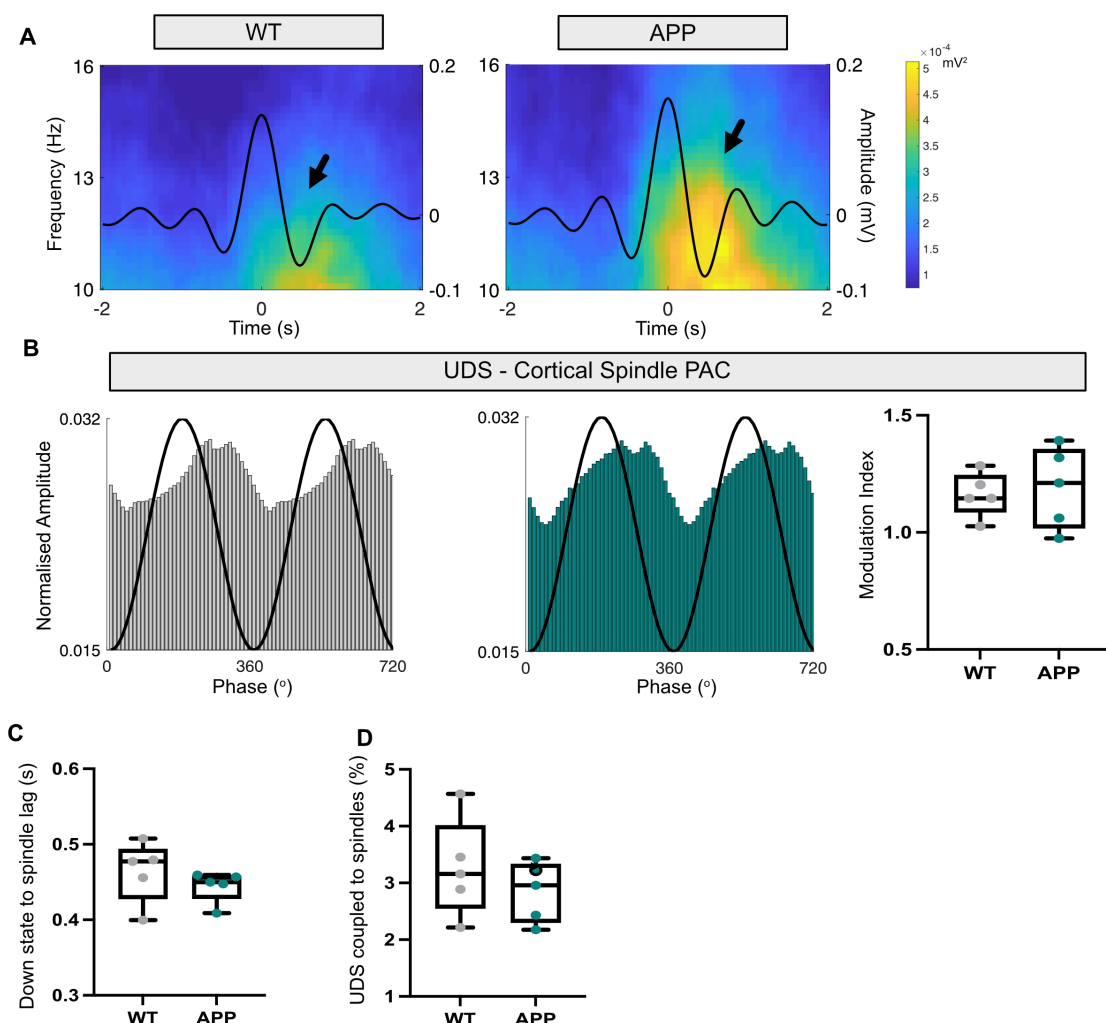 A
WT
APP
16
13
10
Frequency (Hz)
-2
0
2
Time (s)
0.2
0
-0.1
-2
0
2
Time (s)
16
13
10
0.2
0
-0.1
Amplitude (mV)
×10⁻⁴
mV²
5
4.5
4
3.5
3
2.5
2
1.5
1
B
UDS - Cortical Spindle PAC
0.032
0.015
Normalised Amplitude
0
360
720
Phase (°)
0.032
0.015
0
360
720
Phase (°)
1.5
1.0
0.5
Modulation Index
WT
APP
C
0.6
0.5
0.4
0.3
Down state to spindle lag (s)
WT
APP
D
5
4
3
2
1
UDS coupled to spindles (%)
WT
APP